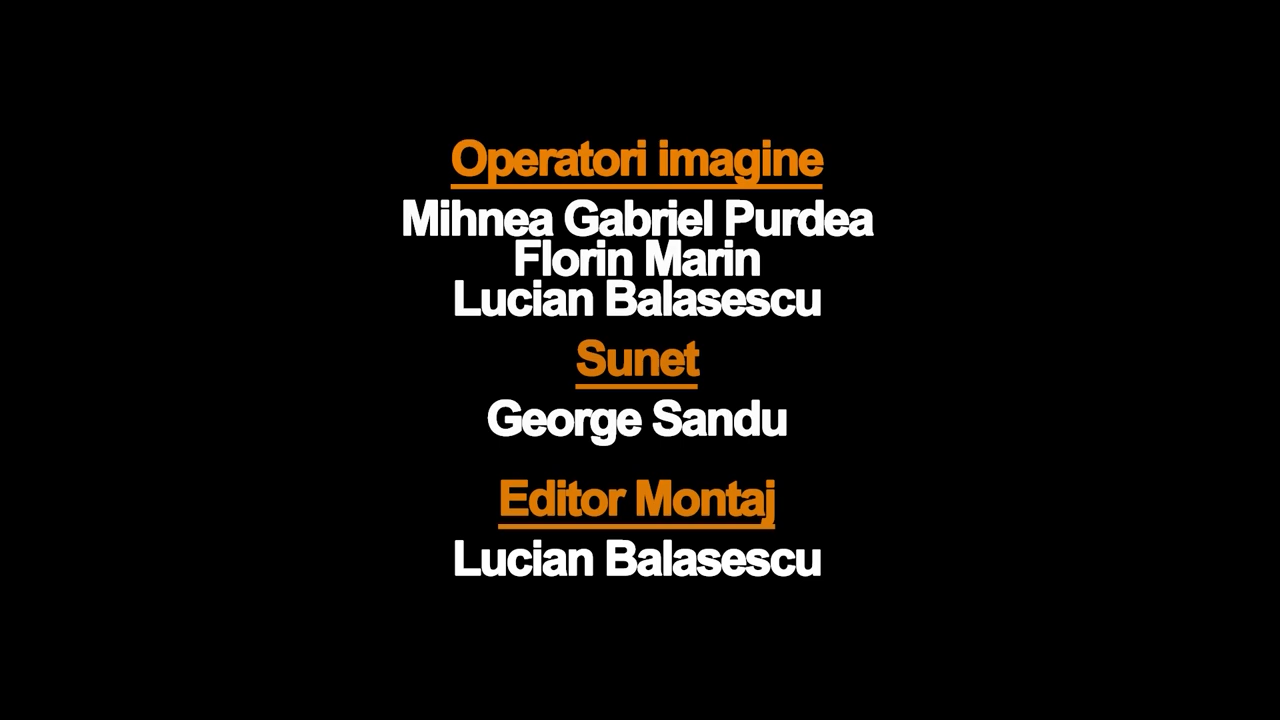 Operatori imagine
Mihnea Gabriel Purdea
Florin Marin
Lucian Balasescu
Sunet
George Sandu
Editor Montaj
Lucian Balasescu